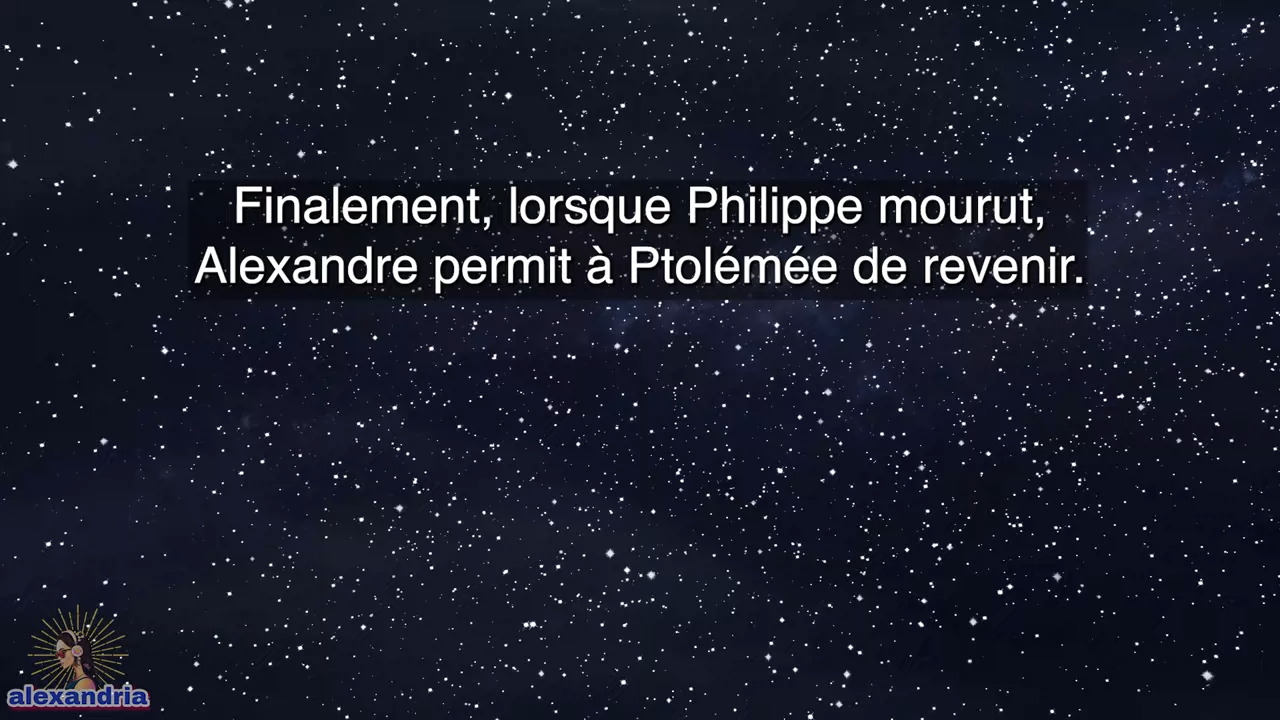 Finalement, lorsque Philippe mourut,
Alexandre permit à Ptolémée de revenir.
alexandria